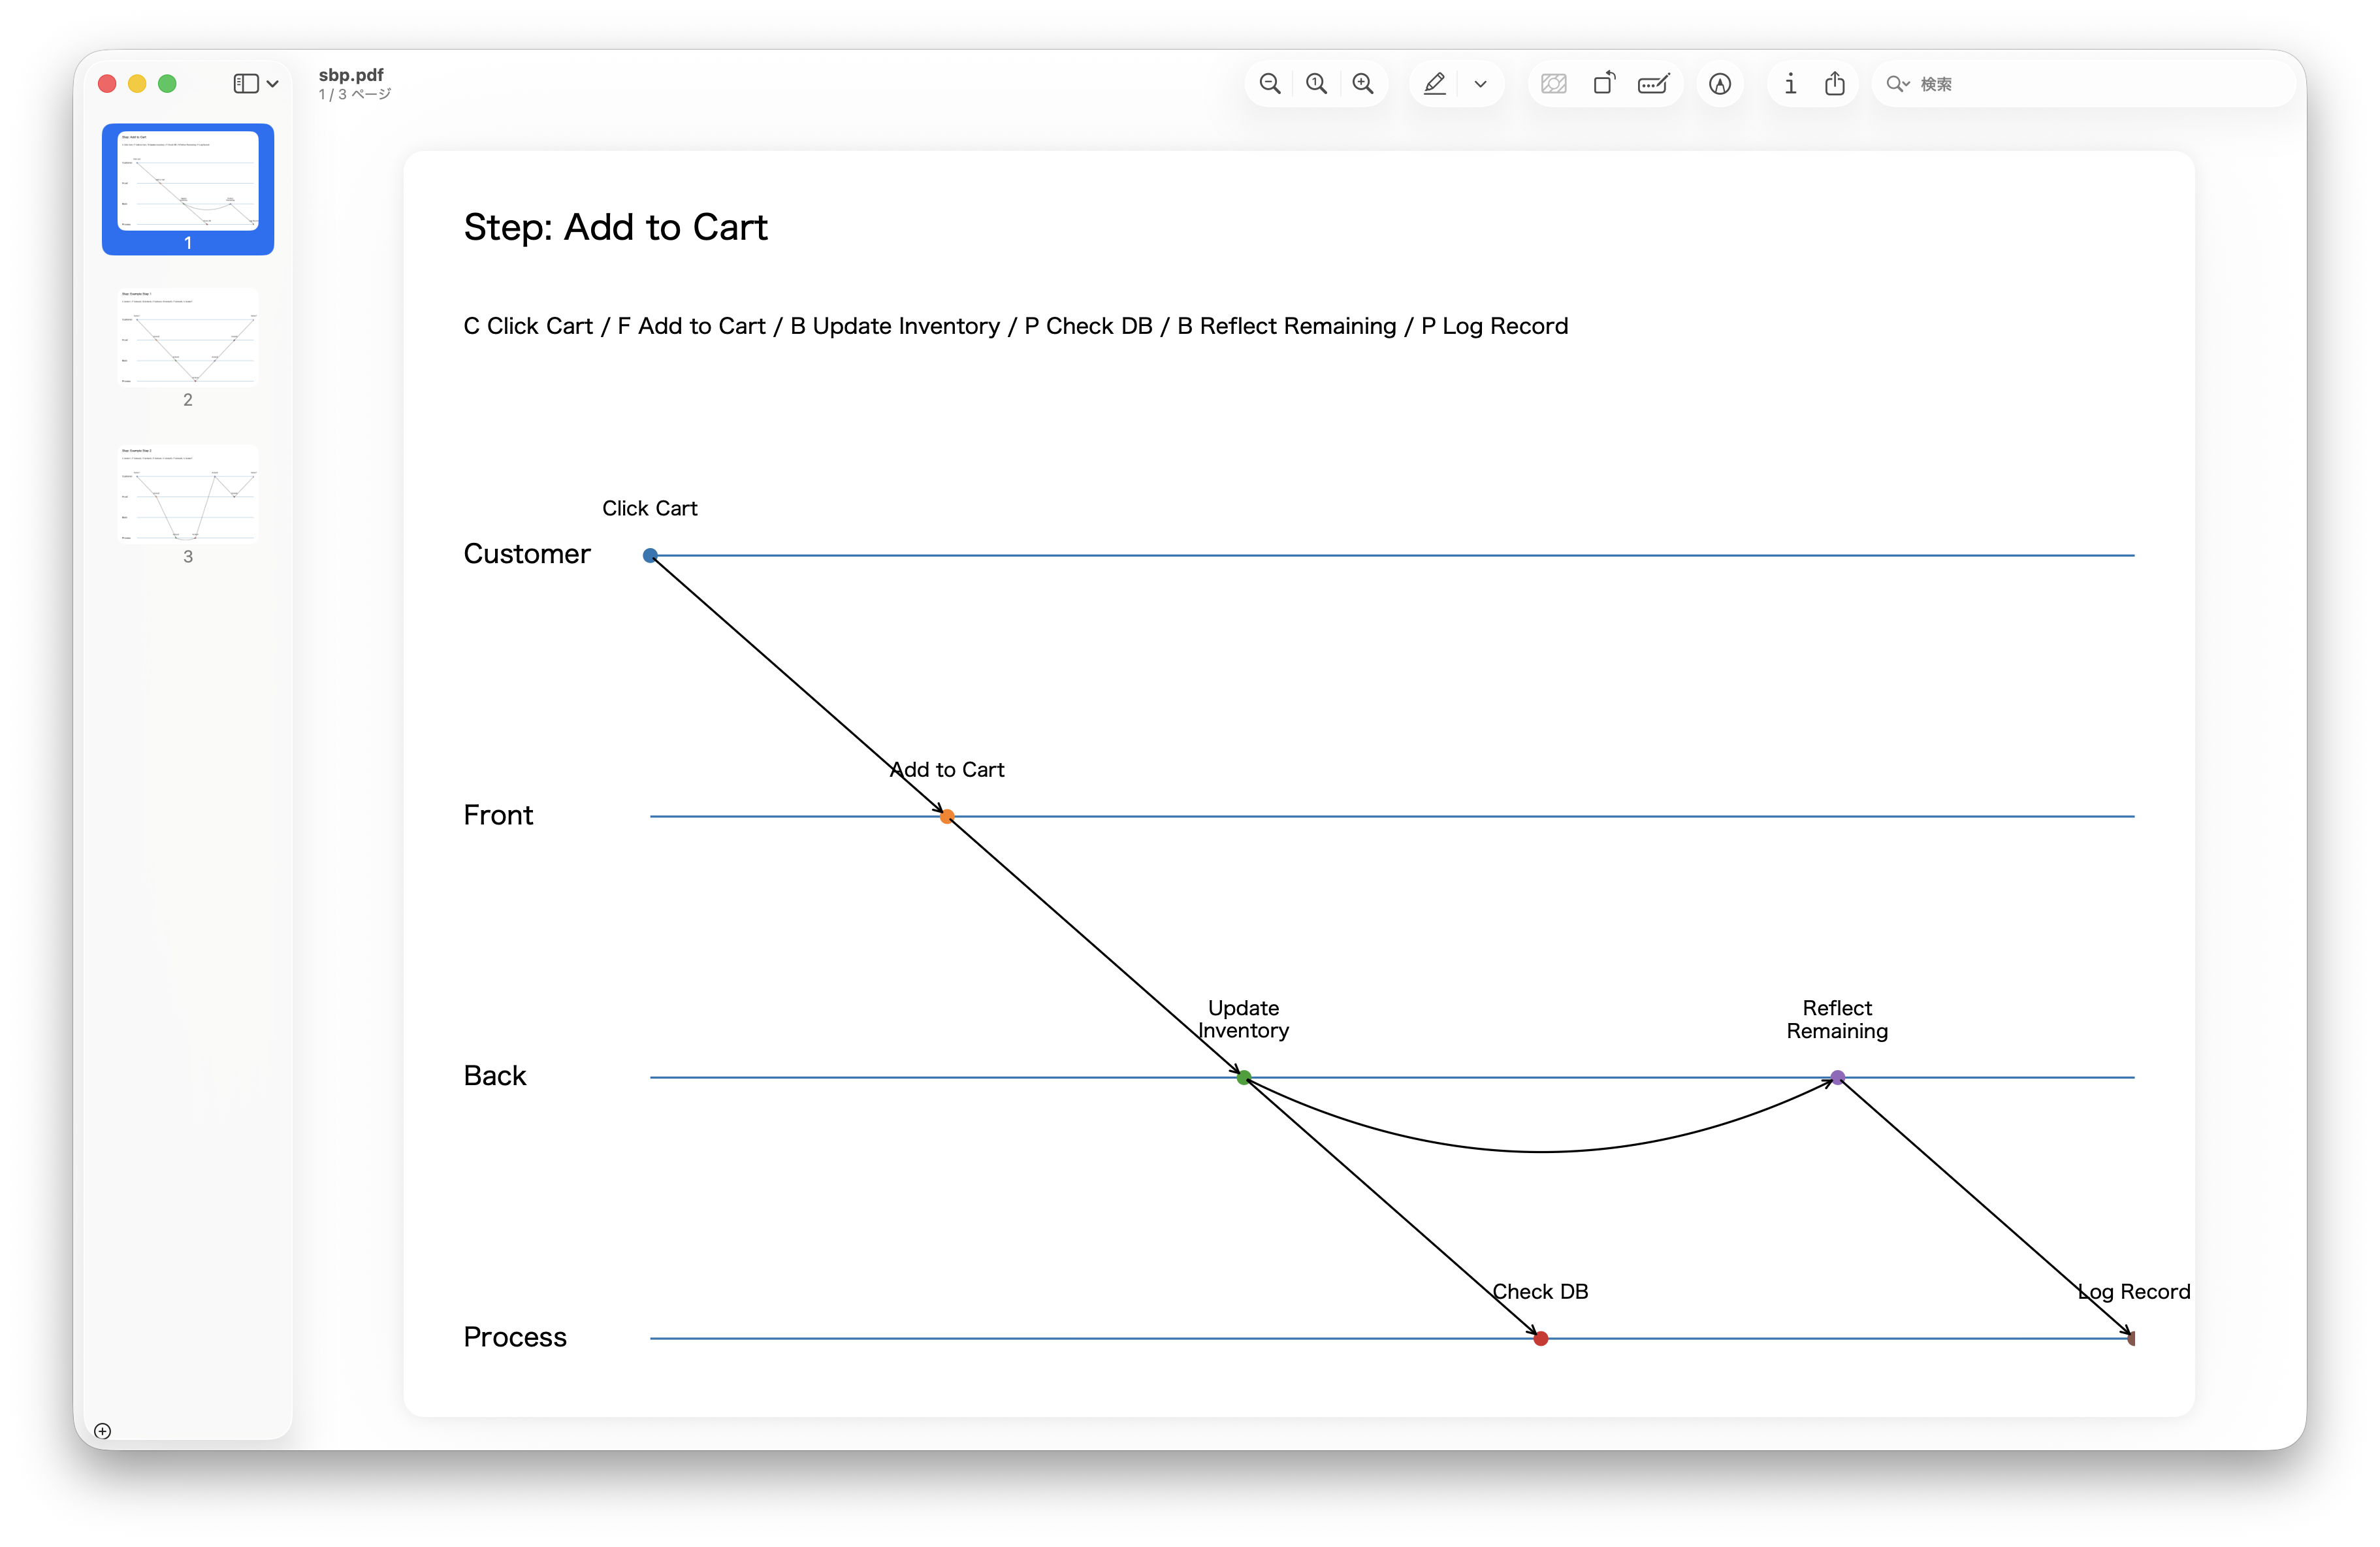 sbp.pdf
1 / 3 ページ
検索
1
2
3
Step: Add to Cart
C Click Cart / F Add to Cart / B Update Inventory / P Check DB / B Reflect Remaining / P Log Record
Click Cart
Customer
Add to Cart
Front
Update
Inventory
Reflect
Remaining
Back
Check DB
Log Record
Process